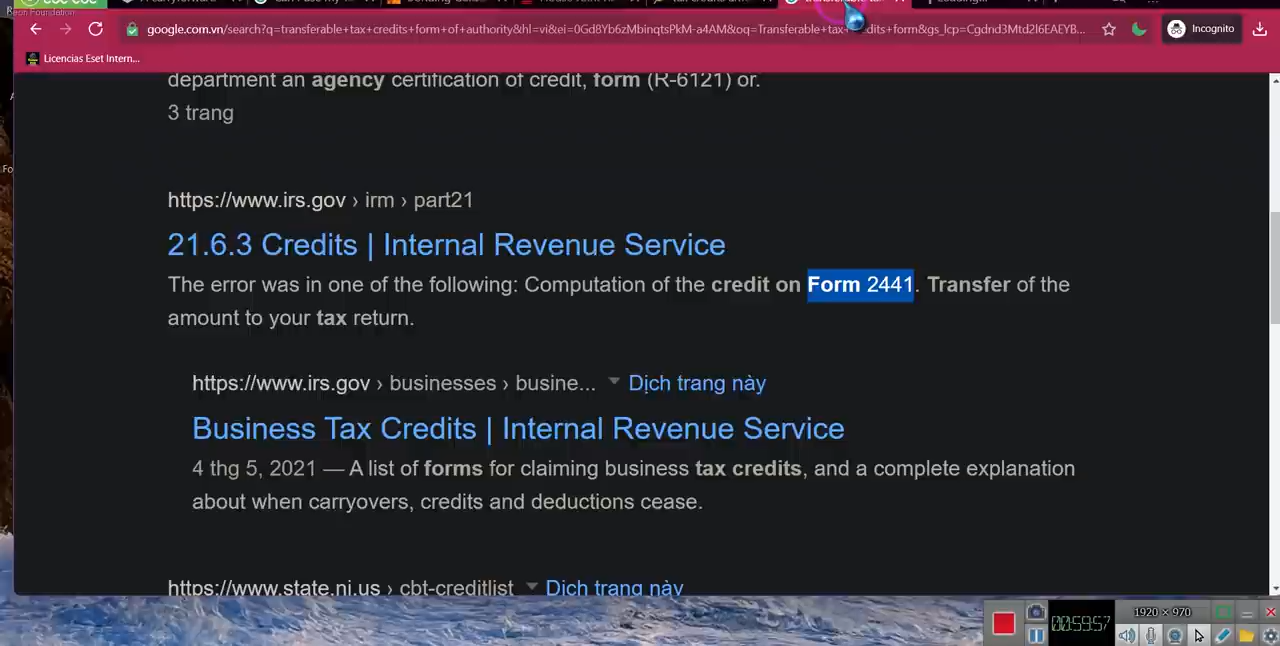 google.com.vn/search?q=transferable+tax+credits+form+of+authority&hl=vi&ei=0Gd8Yb6zMbinqtsPkM-a4AM&oq=Transferable+tax+credits+form&gs_lcp=Cgdnd3Mtd2l6EAEYB...
Incognito
Licencias Eset Intern...
department an agency certification of credit, form (R-6121) or.
3 trang
https://www.irs.gov › irm › part21
21.6.3 Credits | Internal Revenue Service
The error was in one of the following: Computation of the credit on Form 2441. Transfer of the
amount to your tax return.
https://www.irs.gov › businesses › busine... Dịch trang này
Business Tax Credits | Internal Revenue Service
4 thg 5, 2021 — A list of forms for claiming business tax credits, and a complete explanation
about when carryovers, credits and deductions cease.
https://www.state.nj.us › cbt-creditlist Dịch trang này
1920 × 970
00:59:57